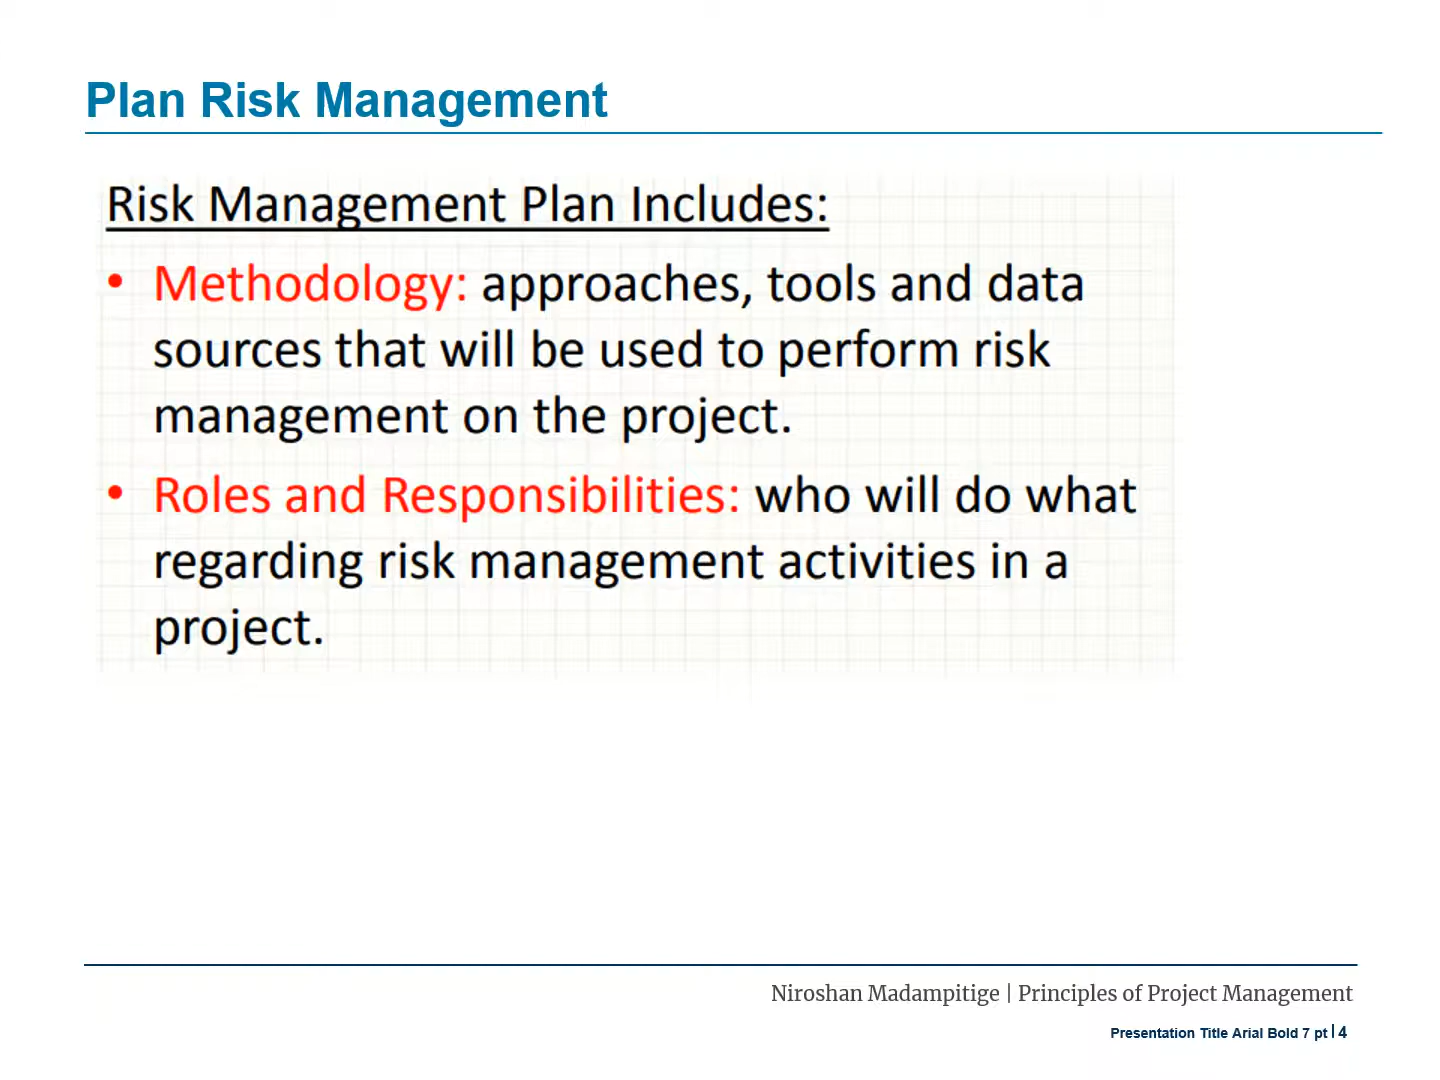 Plan Risk Management
Risk Management Plan Includes:
• Methodology: approaches, tools and data
sources that will be used to perform risk
management on the project.
• Roles and Responsibilities: who will do what
regarding risk management activities in a
project.
Niroshan Madampitige | Principles of Project Management
Presentation Title Arial Bold 7 pt | 4